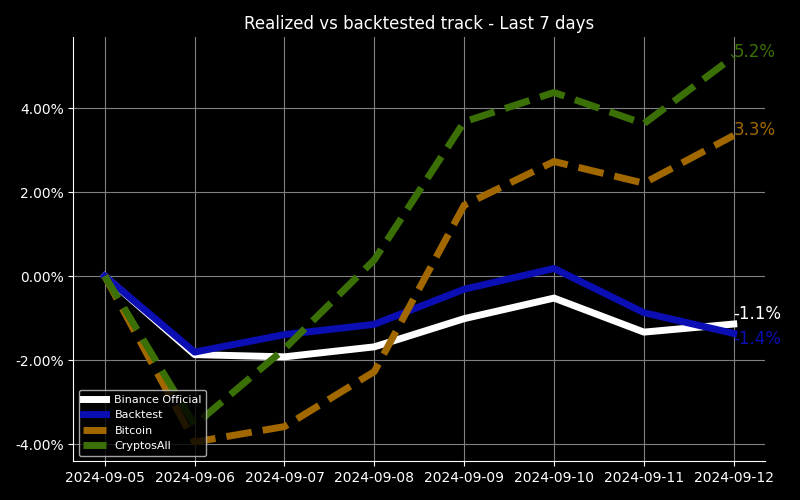 Realized vs backtested track - Last 7 days
5.2%
3.3%
-1.1%
-1.4%
4.00%
2.00%
0.00%
-2.00%
-4.00%
Binance Official
Backtest
Bitcoin
CryptosAll
2024-09-05 2024-09-06 2024-09-07 2024-09-08 2024-09-09 2024-09-10 2024-09-11 2024-09-12